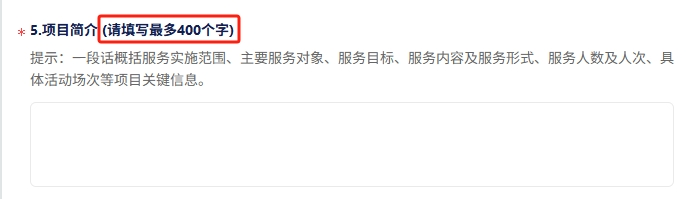 * 5.项目简介 (请填写最多400个字)
提示：一段话概括服务实施范围、主要服务对象、服务目标、服务内容及服务形式、服务人数及人次、具
体活动场次等项目关键信息。